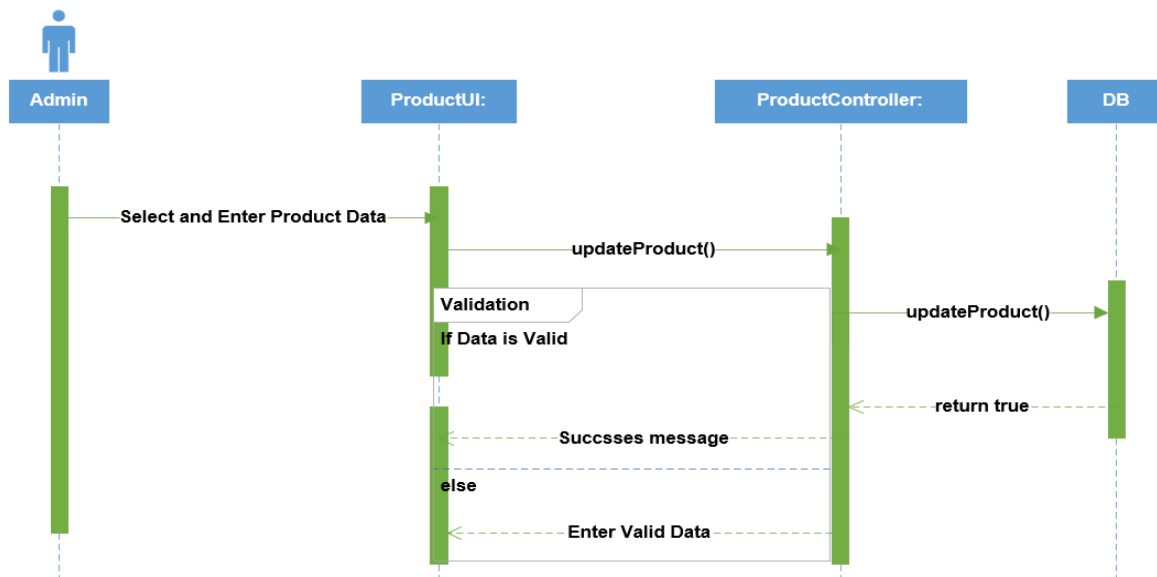 Admin
ProductUI:
ProductController:
DB
Select and Enter Product Data
updateProduct()
Validation
updateProduct()
If Data is Valid
return true
Succsses message
else
Enter Valid Data